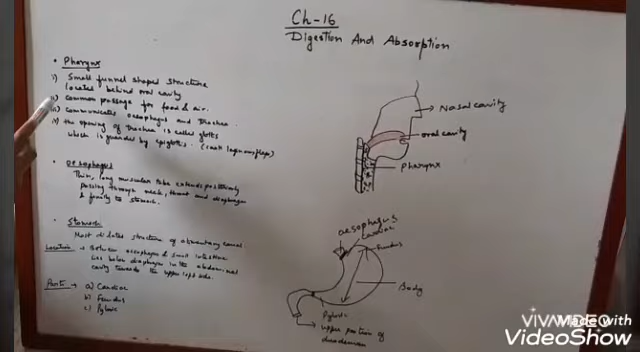 Ch-16
Digestion And Absorption
• Pharynx
i) Small funnel shaped structure
located behind oral cavity
ii) Common passage for food & air.
iii) Communicates oesophagus and trachea.
iv) the opening of trachea is called
which is guarded by epiglottis.
• Oesophagus
Thin, long muscular tube extends
passing through neck, thorax and diaphragm
& finally to stomach.
• Stomach
Most dilated structure of alimentary canal
Location → Between oesophagus and small intestine
lies below diaphragm in the abdominal
cavity towards the upper left side.
Parts → a) Cardiac
b) Fundus
c) Pyloric
Nasal cavity
Oral cavity
Pharynx
Oesophagus
Cardiac
Fundus
Body
Pyloric
upper portion of
duodenum
VIVAVIDEO
Made with
VideoShow